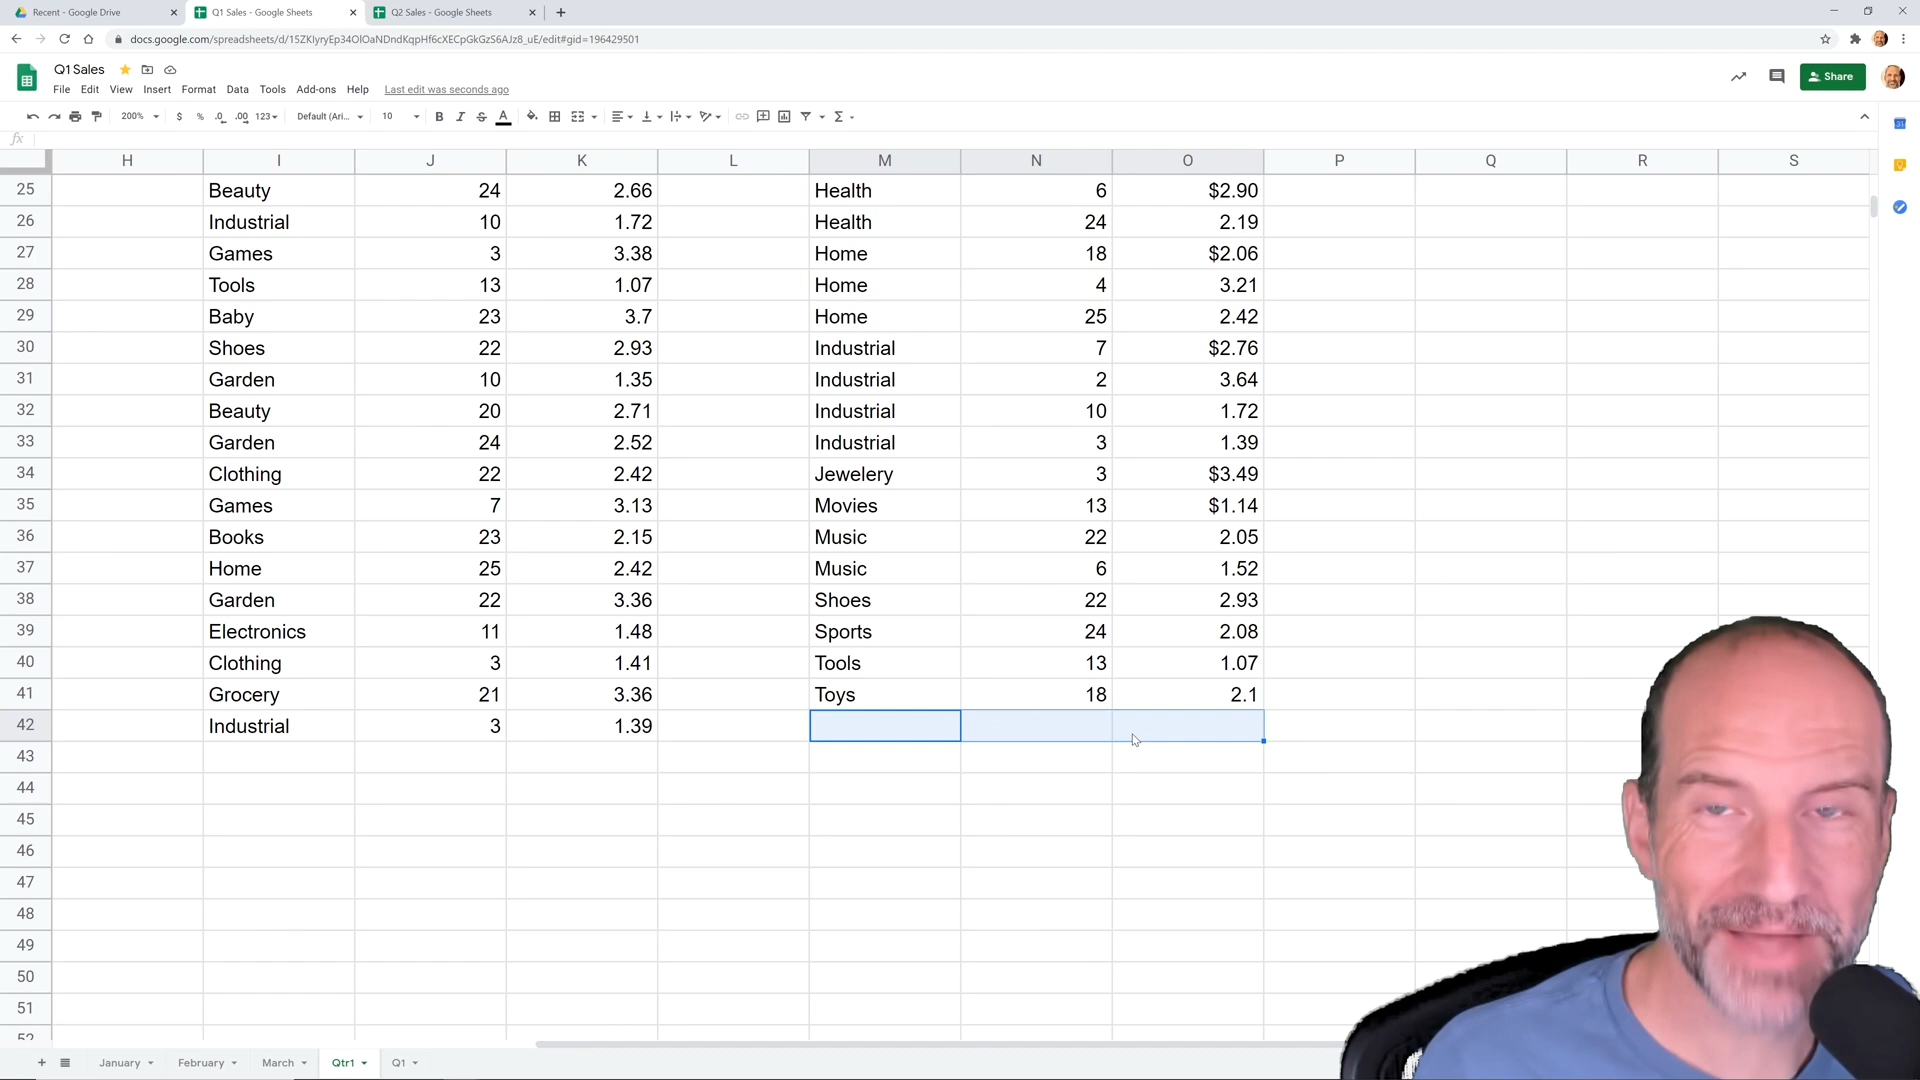 Recent - Google Drive
Q1 Sales - Google Sheets
Q2 Sales - Google Sheets
Q1 Sales
File Edit View Insert Format Data Tools Add-ons Help Last edit was seconds ago
Share
200% $ % .0 .00 123 Default (Ari... 10 B I S A
fx
H I J K L M N O P Q R S
25 Beauty 24 2.66 Health 6 $2.90
26 Industrial 10 1.72 Health 24 2.19
27 Games 3 3.38 Home 18 $2.06
28 Tools 13 1.07 Home 4 3.21
29 Baby 23 3.7 Home 25 2.42
30 Shoes 22 2.93 Industrial 7 $2.76
31 Garden 10 1.35 Industrial 2 3.64
32 Beauty 20 2.71 Industrial 10 1.72
33 Garden 24 2.52 Industrial 3 1.39
34 Clothing 22 2.42 Jewelery 3 $3.49
35 Games 7 3.13 Movies 13 $1.14
36 Books 23 2.15 Music 22 2.05
37 Home 25 2.42 Music 6 1.52
38 Garden 22 3.36 Shoes 22 2.93
39 Electronics 11 1.48 Sports 24 2.08
40 Clothing 3 1.41 Tools 13 1.07
41 Grocery 21 3.36 Toys 18 2.1
42 Industrial 3 1.39
43
44
45
46
47
48
49
50
51
52
January February March Qtr1 Q1